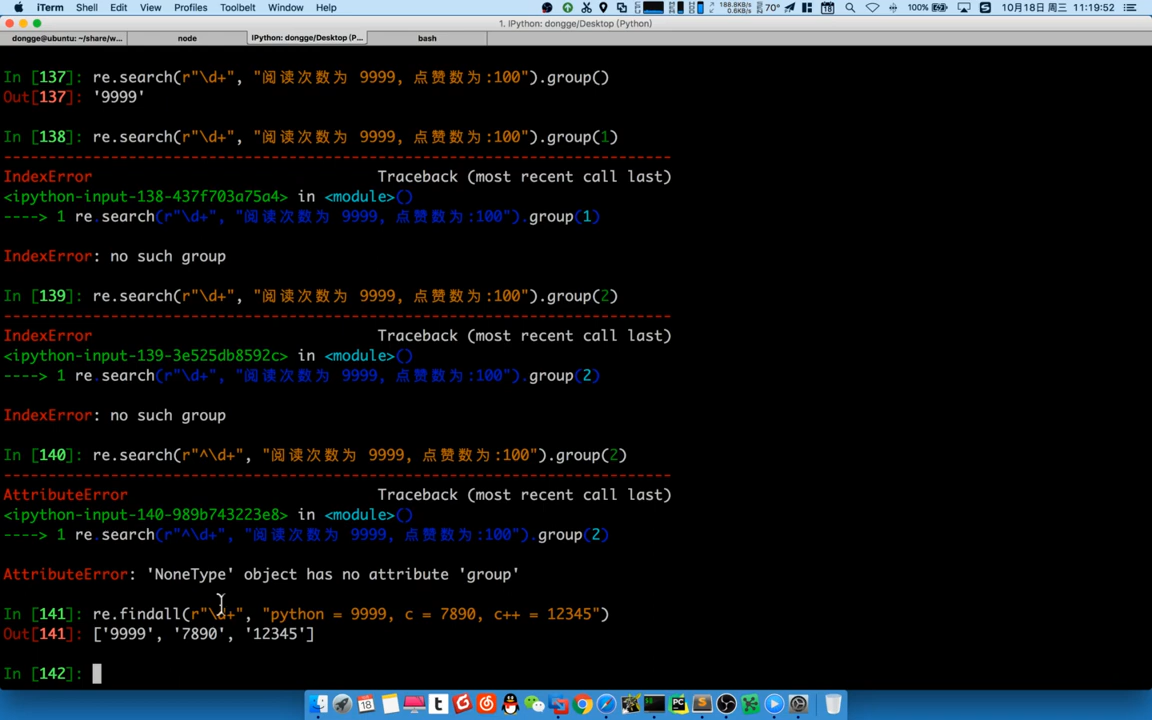 iTerm Shell Edit View Profiles Toolbelt Window Help 188.8KB/s 0.6KB/s 70° 18 100% 10月18日 周三 11:19:52
1. IPython: dongge/Desktop (Python)
dongge@ubuntu: ~/share/w... node IPython: dongge/Desktop (P... bash
In [137]: re.search(r"\d+", "阅读次数为 9999, 点赞数为:100").group()
Out[137]: '9999'
In [138]: re.search(r"\d+", "阅读次数为 9999, 点赞数为:100").group(1)
---------------------------------------------------------------------------
IndexError Traceback (most recent call last)
<ipython-input-138-437f703a75a4> in <module>()
----> 1 re.search(r"\d+", "阅读次数为 9999, 点赞数为:100").group(1)
IndexError: no such group
In [139]: re.search(r"\d+", "阅读次数为 9999, 点赞数为:100").group(2)
---------------------------------------------------------------------------
IndexError Traceback (most recent call last)
<ipython-input-139-3e525db8592c> in <module>()
----> 1 re.search(r"\d+", "阅读次数为 9999, 点赞数为:100").group(2)
IndexError: no such group
In [140]: re.search(r"^\d+", "阅读次数为 9999, 点赞数为:100").group(2)
---------------------------------------------------------------------------
AttributeError Traceback (most recent call last)
<ipython-input-140-989b743223e8> in <module>()
----> 1 re.search(r"^\d+", "阅读次数为 9999, 点赞数为:100").group(2)
AttributeError: 'NoneType' object has no attribute 'group'
In [141]: re.findall(r"\d+", "python = 9999, c = 7890, c++ = 12345")
Out[141]: ['9999', '7890', '12345']
In [142]: